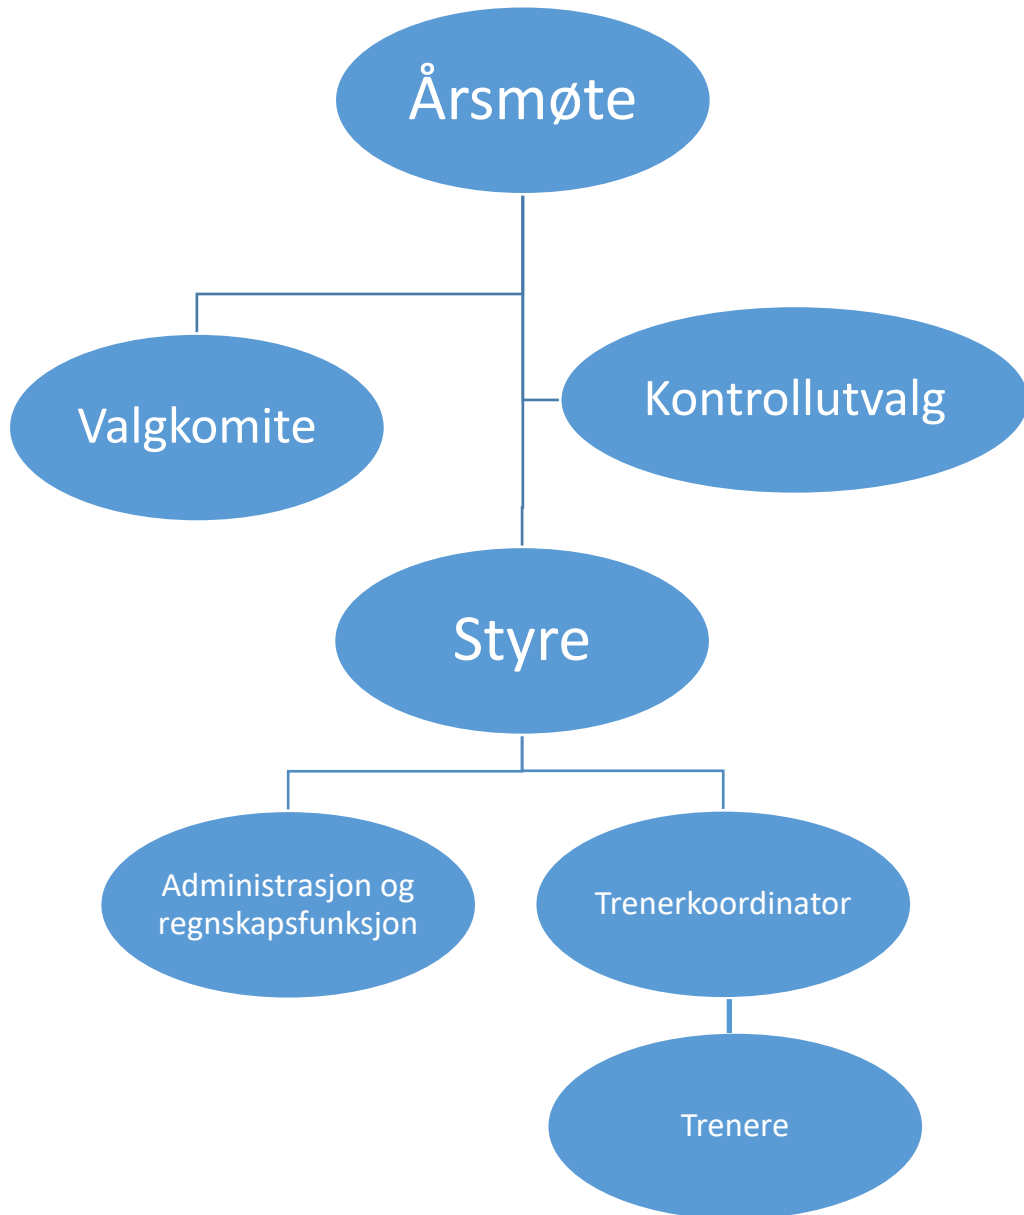 Årsmøte
Valgkomite
Kontrollutvalg
Styre
Administrasjon og
regnskapsfunksjon
Trenerkoordinator
Trenere